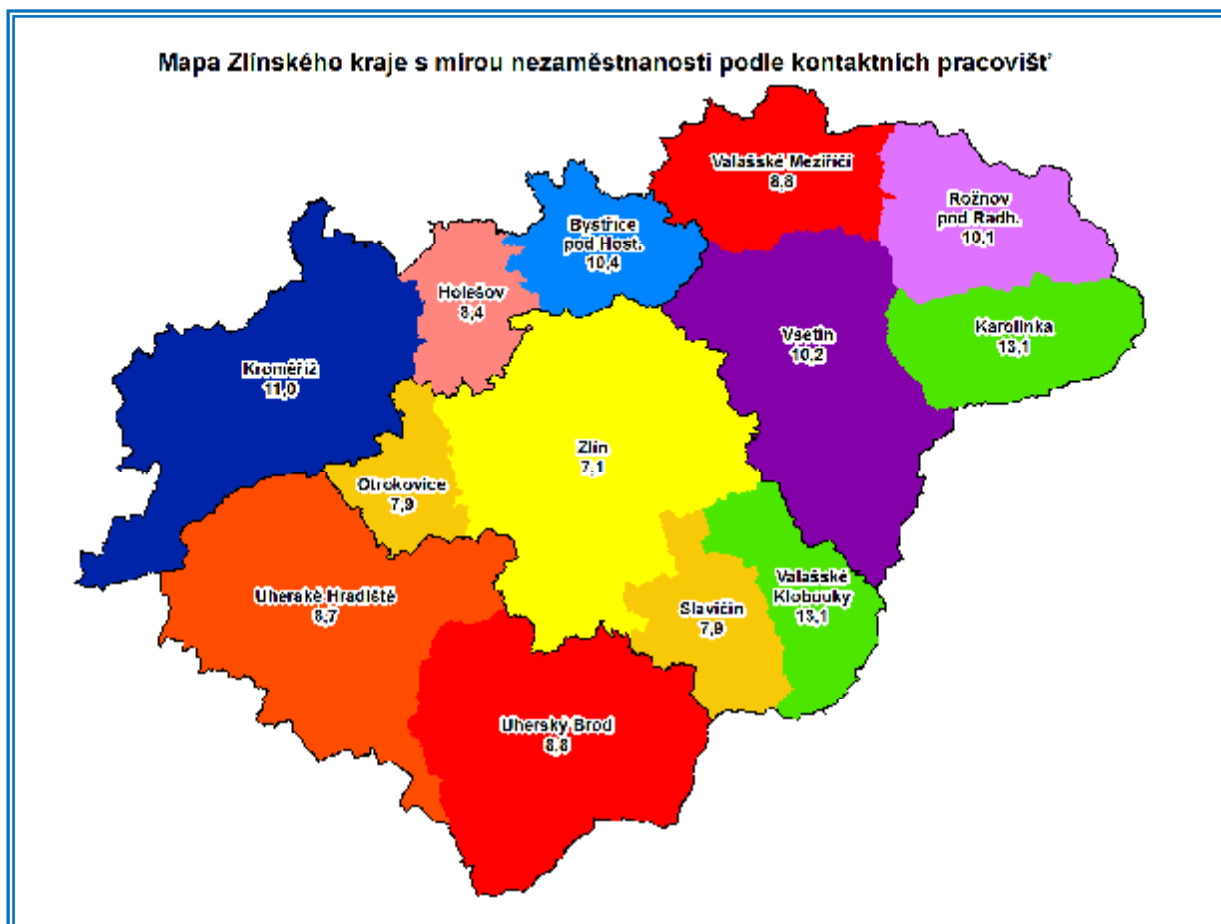 Mapa Zlínského kraje s mírou nezaměstnanosti podle kontaktních pracovišť
Valašské Meziříčí
8,8
Rožnov
pod Radh.
10,1
Bystřice
pod Host.
10,4
Holešov
8,4
Vsetín
10,2
Karolinka
13,1
Kroměříž
11,0
Zlín
7,1
Otrokovice
7,9
Uherské Hradiště
8,7
Slavičín
7,9
Valašské
Klobouky
13,1
Uherský Brod
8,8